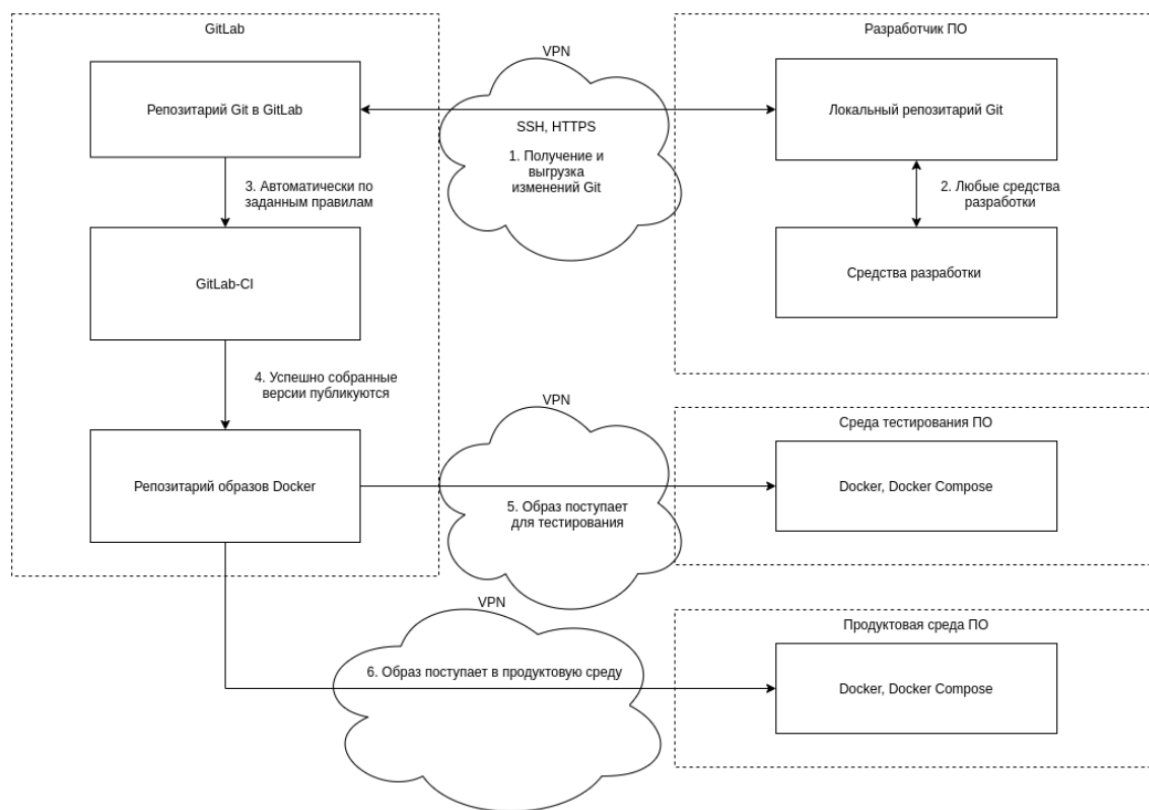 GitLab
Репозитарий Git в GitLab
3. Автоматически по
заданным правилам
GitLab-CI
4. Успешно собранные
версии публикуются
Репозитарий образов Docker
VPN
SSH, HTTPS
1. Получение и
выгрузка
изменений Git
Разработчик ПО
Локальный репозитарий Git
2. Любые средства
разработки
Средства разработки
VPN
5. Образ поступает
для тестирования
Среда тестирования ПО
Docker, Docker Compose
VPN
6. Образ поступает в продуктовую среду
Продуктовая среда ПО
Docker, Docker Compose